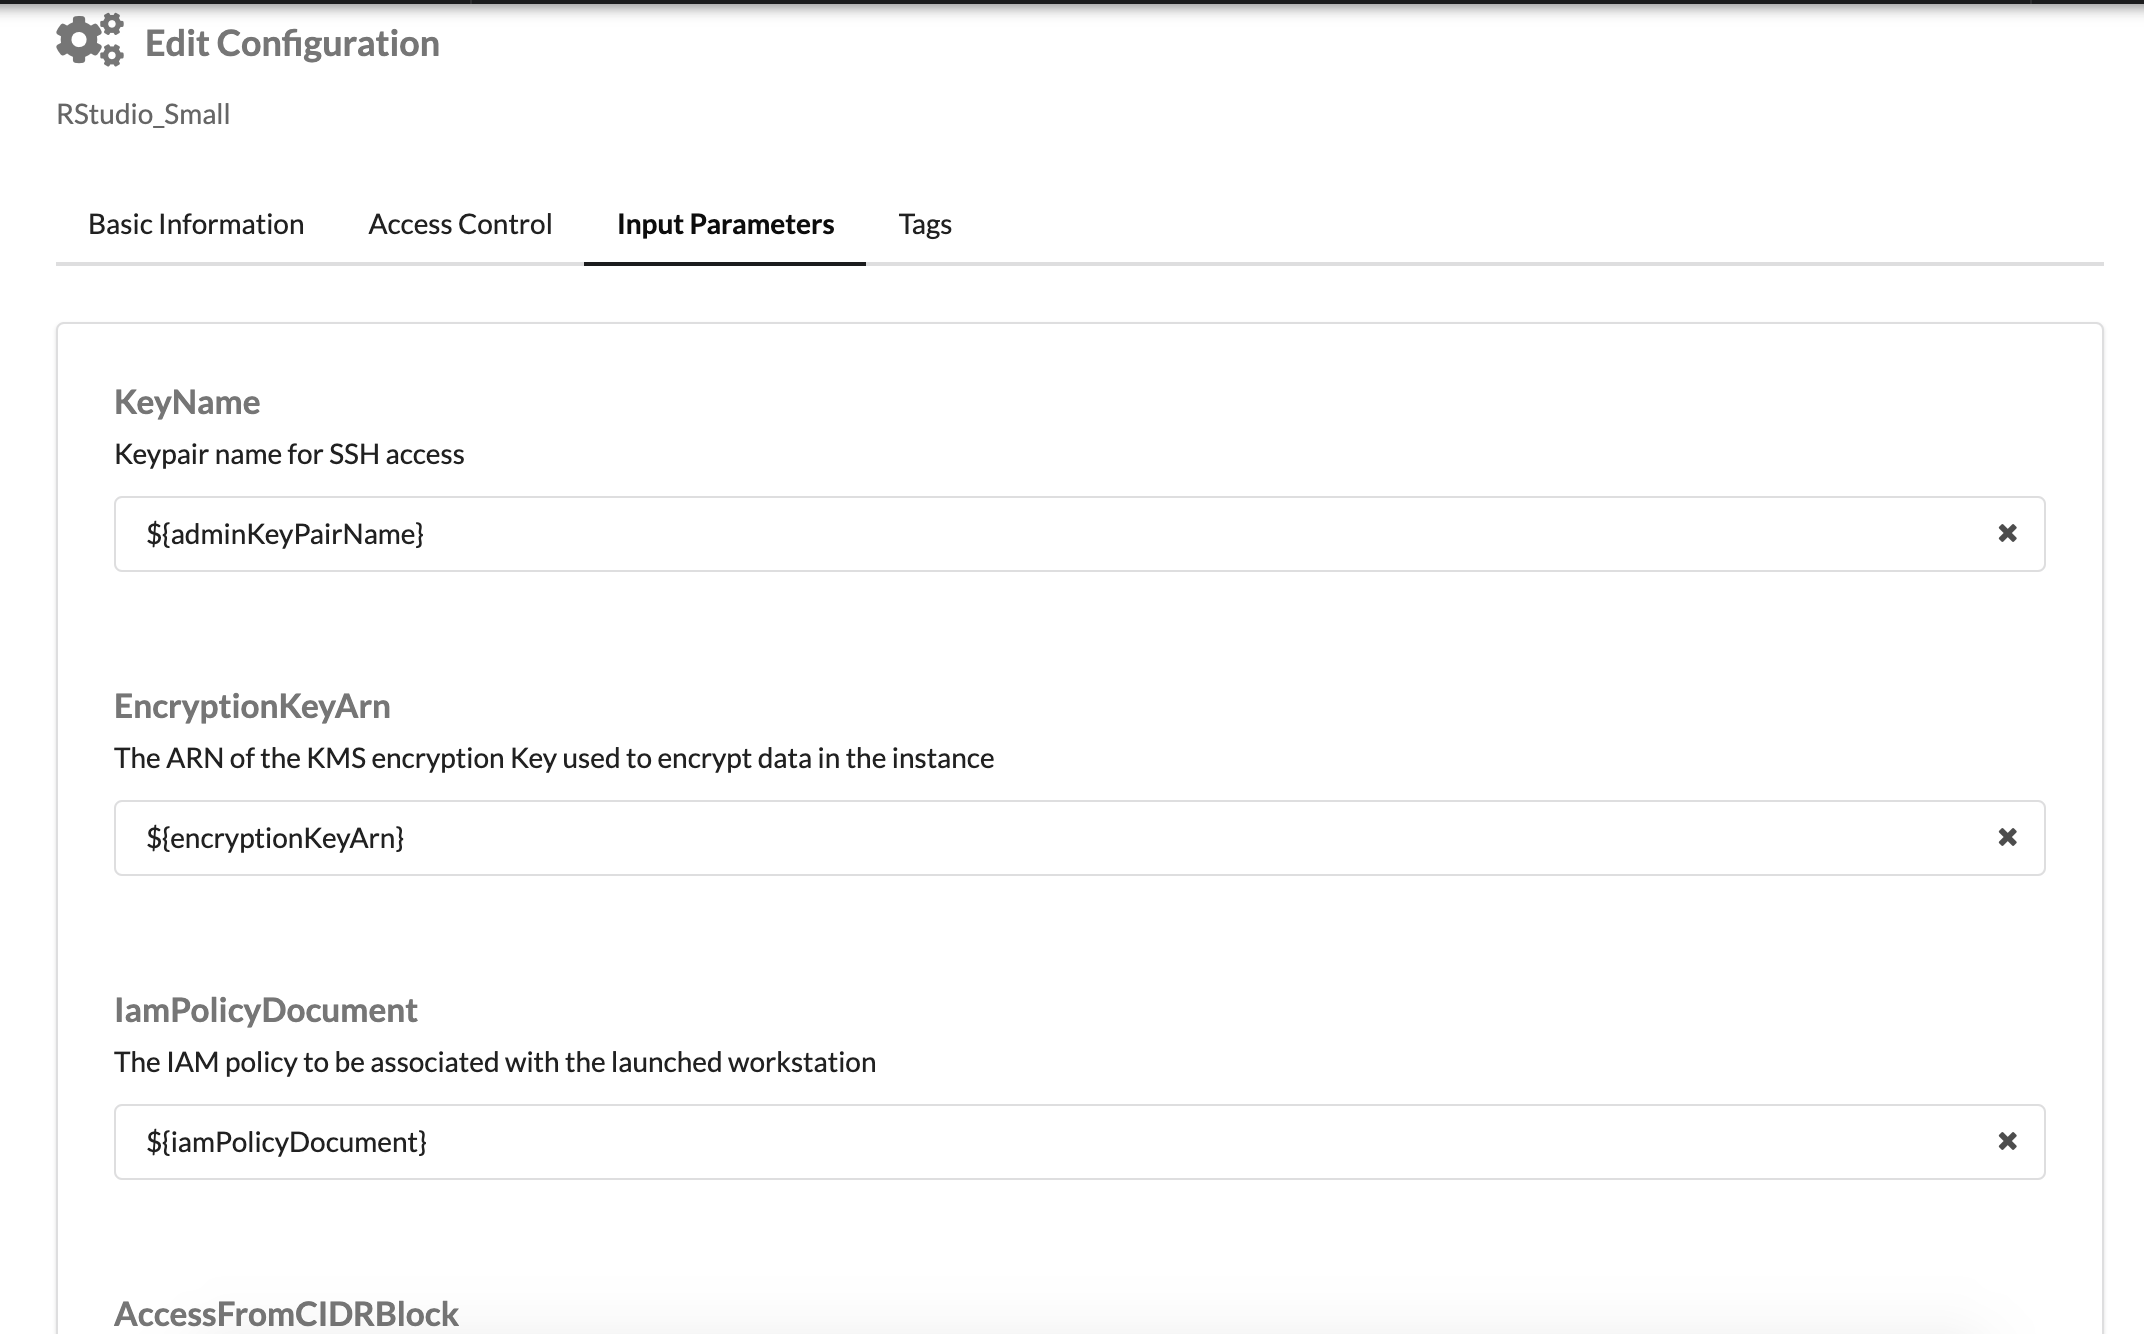 Edit Configuration
RStudio_Small
Basic Information Access Control Input Parameters Tags
KeyName
Keypair name for SSH access
${adminKeyPairName}
EncryptionKeyArn
The ARN of the KMS encryption Key used to encrypt data in the instance
${encryptionKeyArn}
IamPolicyDocument
The IAM policy to be associated with the launched workstation
${iamPolicyDocument}
AccessFromCIDRBlock